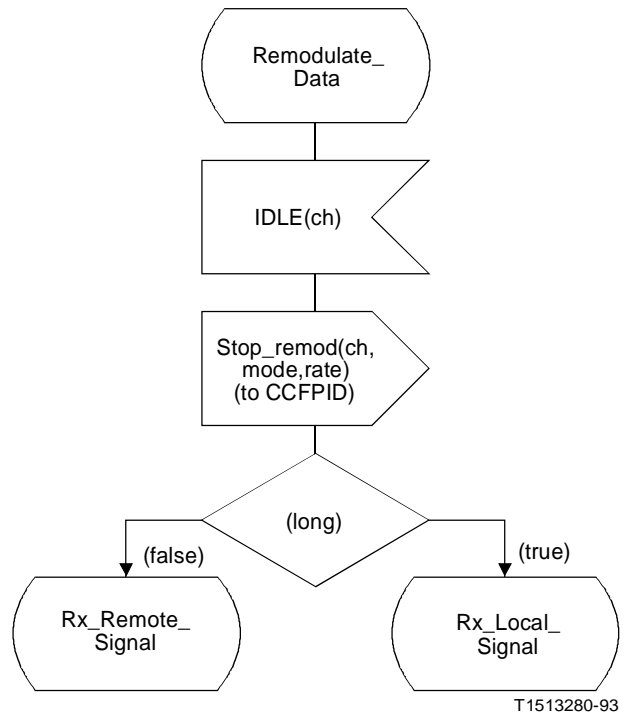 Remodulate_
Data
IDLE(ch)
Stop_remod(ch,
mode,rate)
(to CCFPID)
(long)
(false)
(true)
Rx_Remote_
Signal
Rx_Local_
Signal
T1513280-93